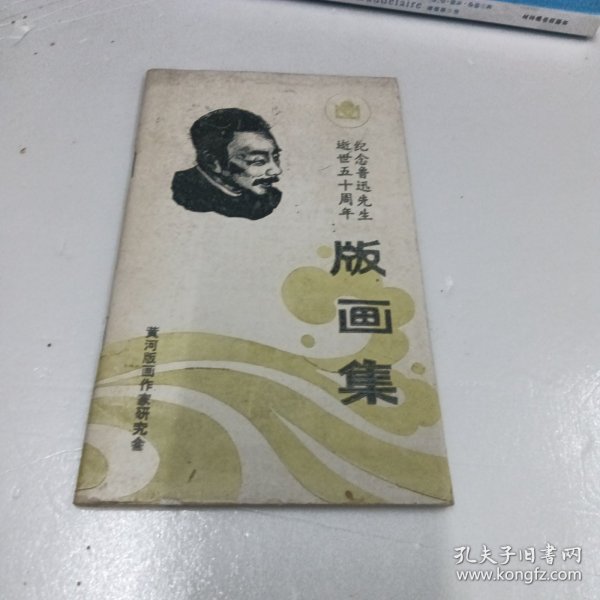 纪念鲁迅先生
逝世五十周年
版画集
黄河版画作家研究会
孔夫子旧书网
www.kongfz.com